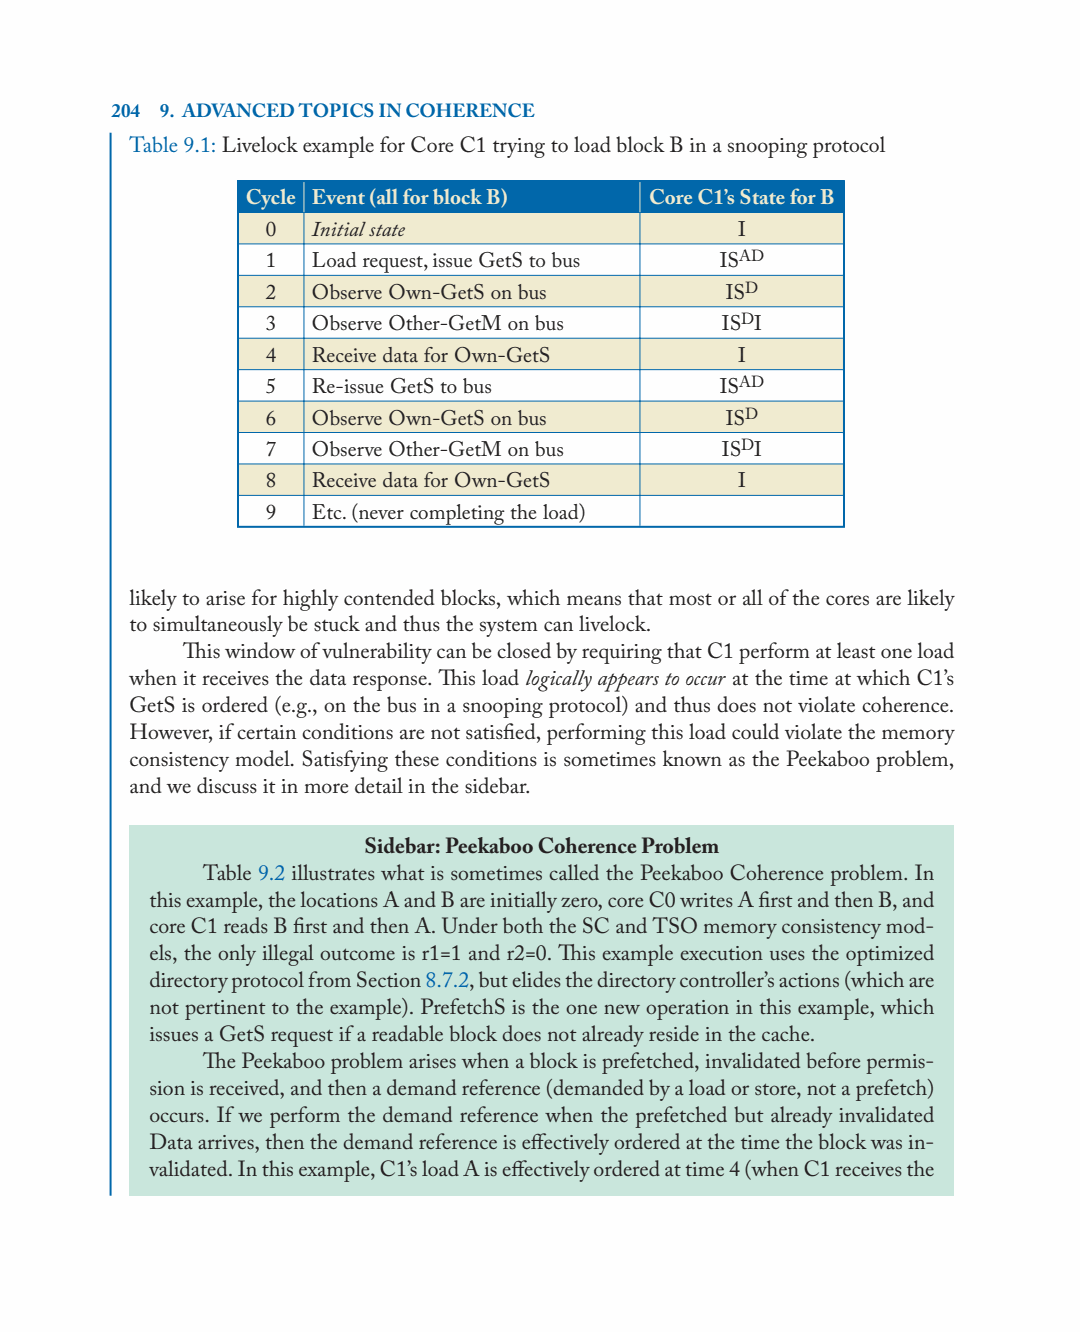 204 9. ADVANCED TOPICS IN COHERENCE
Table 9.1: Livelock example for Core C1 trying to load block B in a snooping protocol
Cycle Event (all for block B) Core C1’s State for B
0 Initial state I
1 Load request, issue GetS to bus ISAD
2 Observe Own-GetS on bus ISD
3 Observe Other-GetM on bus ISDI
4 Receive data for Own-GetS I
5 Re-issue GetS to bus ISAD
6 Observe Own-GetS on bus ISD
7 Observe Other-GetM on bus ISDI
8 Receive data for Own-GetS I
9 Etc. (never completing the load)
likely to arise for highly contended blocks, which means that most or all of the cores are likely
to simultaneously be stuck and thus the system can livelock.
This window of vulnerability can be closed by requiring that C1 perform at least one load
when it receives the data response. This load logically appears to occur at the time at which C1’s
GetS is ordered (e.g., on the bus in a snooping protocol) and thus does not violate coherence.
However, if certain conditions are not satisfied, performing this load could violate the memory
consistency model. Satisfying these conditions is sometimes known as the Peekaboo problem,
and we discuss it in more detail in the sidebar.
Sidebar: Peekaboo Coherence Problem
Table 9.2 illustrates what is sometimes called the Peekaboo Coherence problem. In
this example, the locations A and B are initially zero, core C0 writes A first and then B, and
core C1 reads B first and then A. Under both the SC and TSO memory consistency mod-
els, the only illegal outcome is r1=1 and r2=0. This example execution uses the optimized
directory protocol from Section 8.7.2, but elides the directory controller’s actions (which are
not pertinent to the example). PrefetchS is the one new operation in this example, which
issues a GetS request if a readable block does not already reside in the cache.
The Peekaboo problem arises when a block is prefetched, invalidated before permis-
sion is received, and then a demand reference (demanded by a load or store, not a prefetch)
occurs. If we perform the demand reference when the prefetched but already invalidated
Data arrives, then the demand reference is effectively ordered at the time the block was in-
validated. In this example, C1’s load A is effectively ordered at time 4 (when C1 receives the